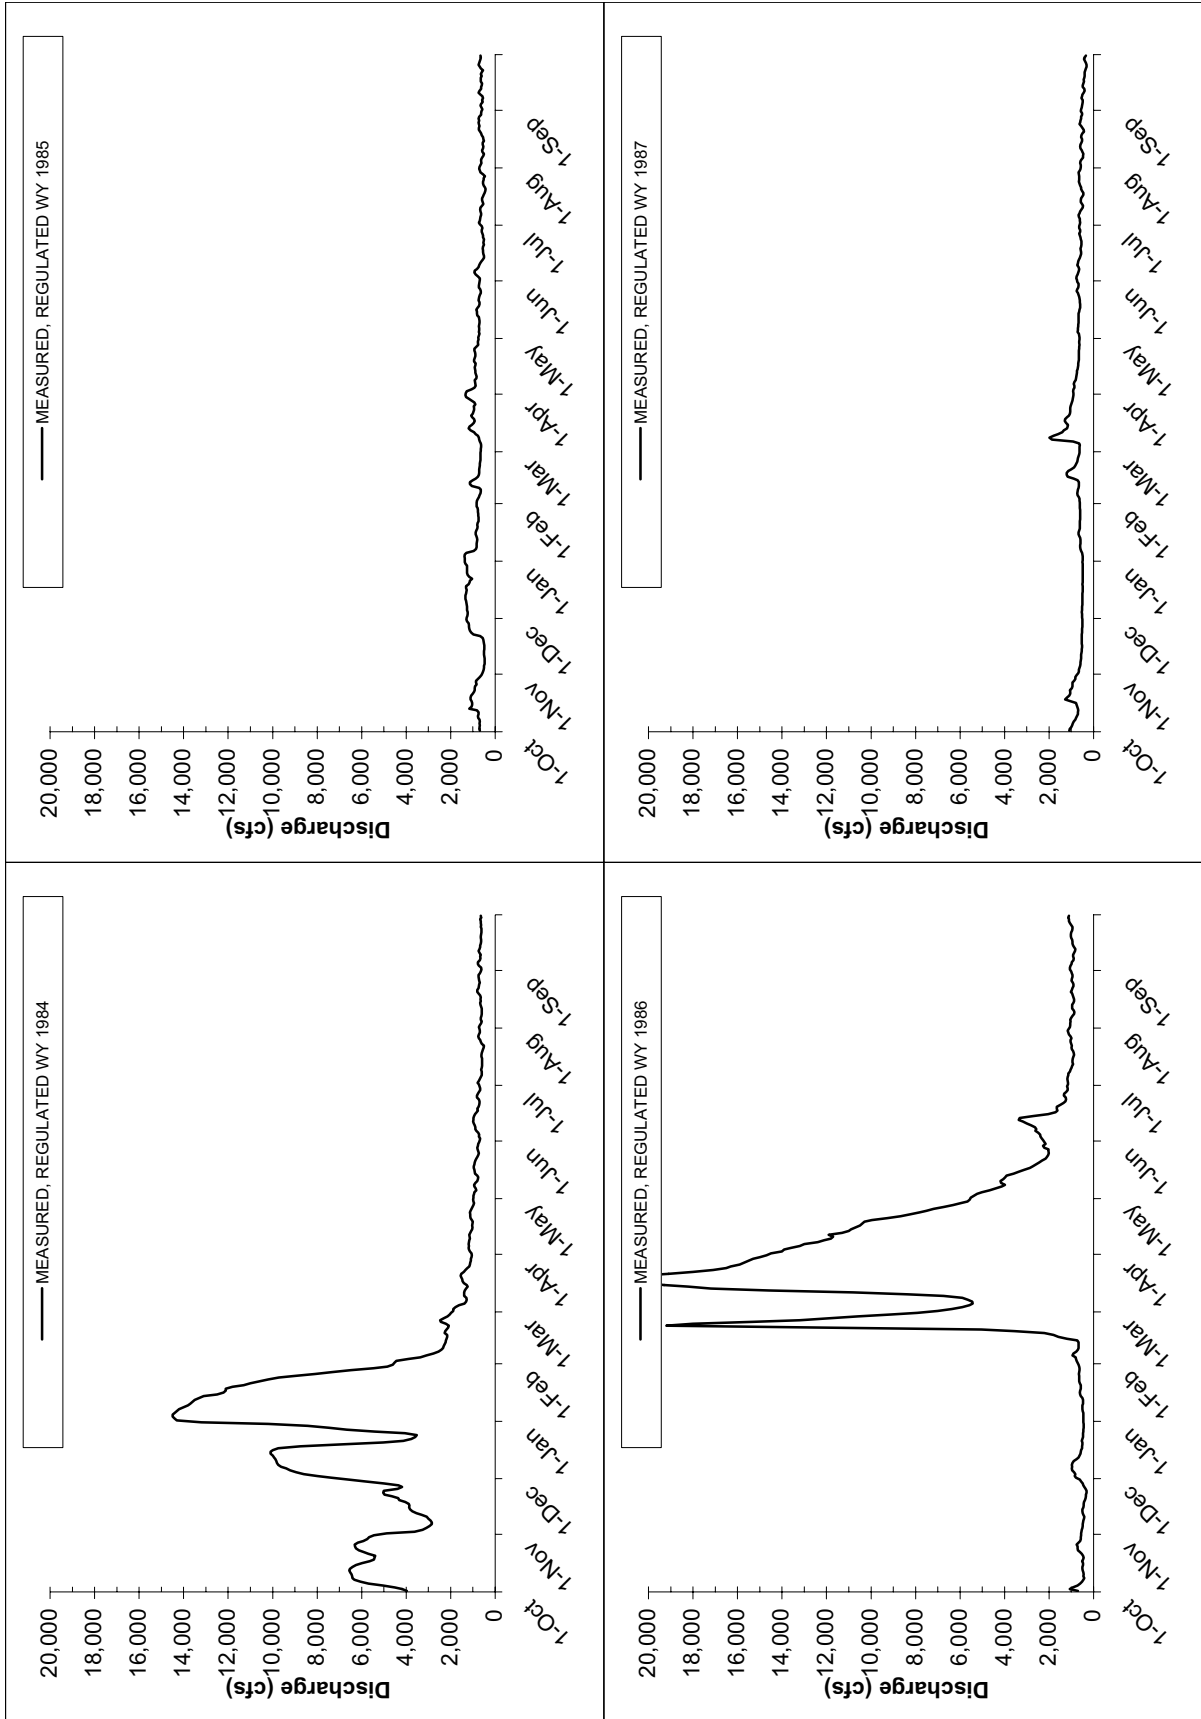 MEASURED, REGULATED WY 1984
20,000
18,000
16,000
14,000
12,000
10,000
8,000
6,000
4,000
2,000
0
Discharge (cfs)
1-Oct
1-Nov
1-Dec
1-Jan
1-Feb
1-Mar
1-Apr
1-May
1-Jun
1-Jul
1-Aug
1-Sep
MEASURED, REGULATED WY 1985
20,000
18,000
16,000
14,000
12,000
10,000
8,000
6,000
4,000
2,000
0
Discharge (cfs)
1-Oct
1-Nov
1-Dec
1-Jan
1-Feb
1-Mar
1-Apr
1-May
1-Jun
1-Jul
1-Aug
1-Sep
MEASURED, REGULATED WY 1986
20,000
18,000
16,000
14,000
12,000
10,000
8,000
6,000
4,000
2,000
0
Discharge (cfs)
1-Oct
1-Nov
1-Dec
1-Jan
1-Feb
1-Mar
1-Apr
1-May
1-Jun
1-Jul
1-Aug
1-Sep
MEASURED, REGULATED WY 1987
20,000
18,000
16,000
14,000
12,000
10,000
8,000
6,000
4,000
2,000
0
Discharge (cfs)
1-Oct
1-Nov
1-Dec
1-Jan
1-Feb
1-Mar
1-Apr
1-May
1-Jun
1-Jul
1-Aug
1-Sep